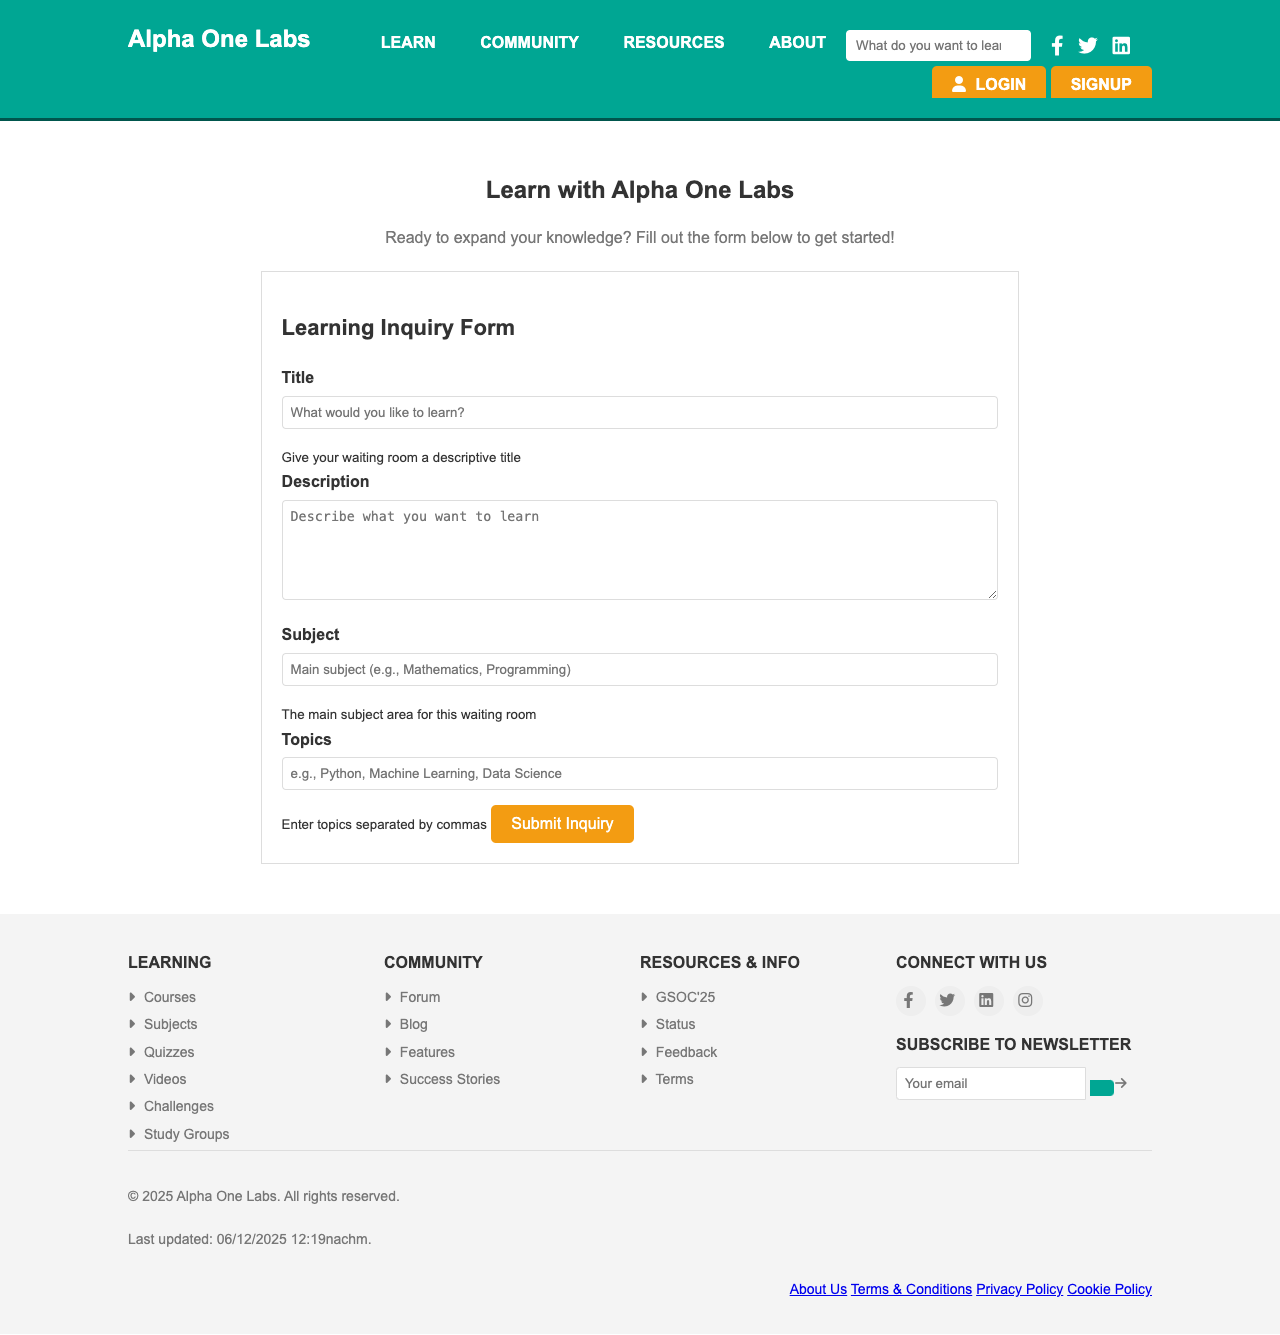 Alpha One Labs
LEARN COMMUNITY RESOURCES ABOUT
What do you want to lear
LOGIN SIGNUP
Learn with Alpha One Labs
Ready to expand your knowledge? Fill out the form below to get started!
Learning Inquiry Form
Title
What would you like to learn?
Give your waiting room a descriptive title
Description
Describe what you want to learn
Subject
Main subject (e.g., Mathematics, Programming)
The main subject area for this waiting room
Topics
e.g., Python, Machine Learning, Data Science
Enter topics separated by commas Submit Inquiry
LEARNING
Courses
Subjects
Quizzes
Videos
Challenges
Study Groups
COMMUNITY
Forum
Blog
Features
Success Stories
RESOURCES & INFO
GSOC'25
Status
Feedback
Terms
CONNECT WITH US
SUBSCRIBE TO NEWSLETTER
Your email
© 2025 Alpha One Labs. All rights reserved.
Last updated: 06/12/2025 12:19nachm.
About Us Terms & Conditions Privacy Policy Cookie Policy